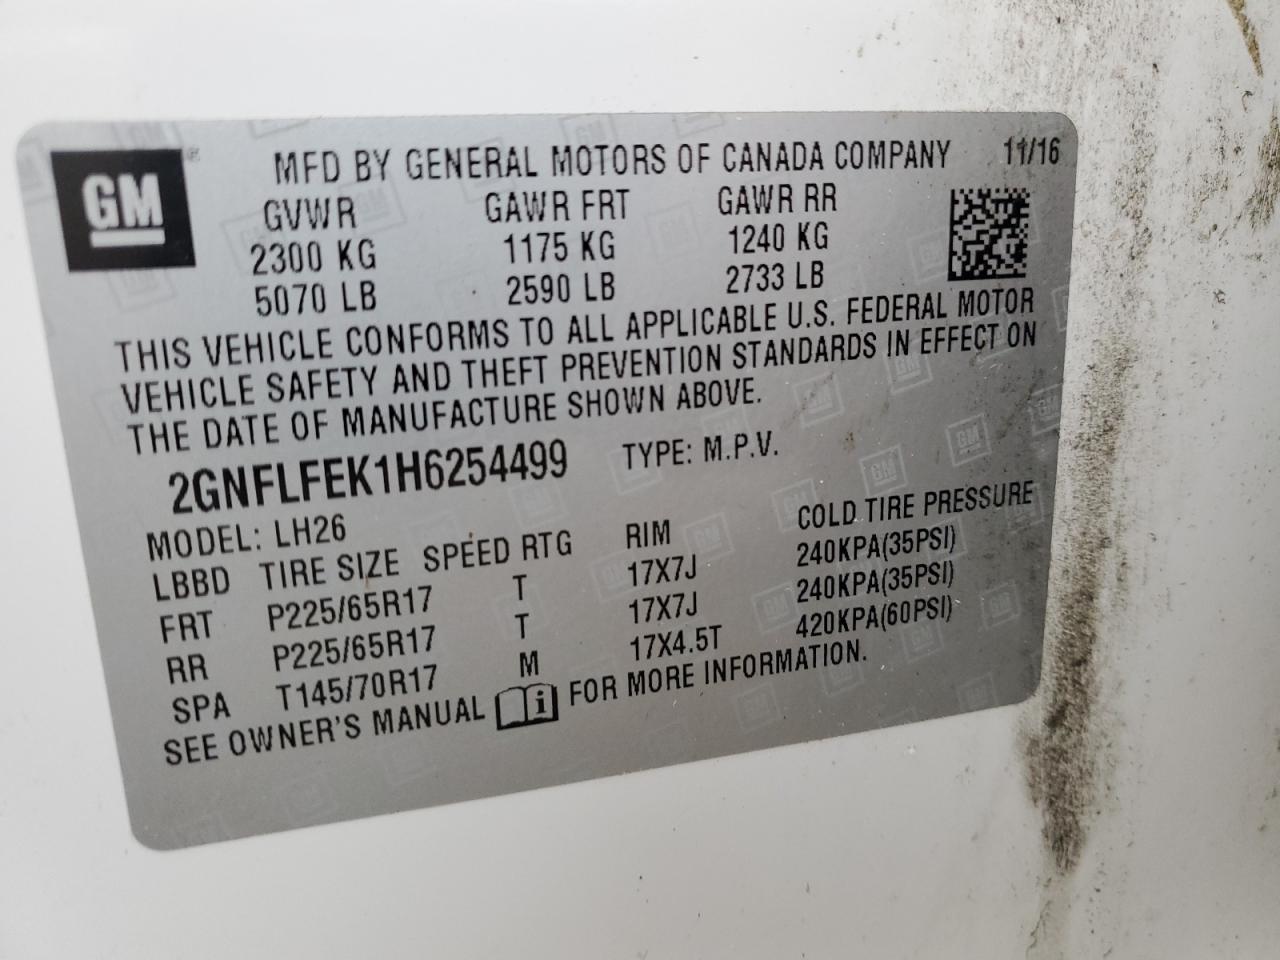 GM
MFD BY GENERAL MOTORS OF CANADA COMPANY 11/16
GVWR GAWR FRT GAWR RR
2300 KG 1175 KG 1240 KG
5070 LB 2590 LB 2733 LB
THIS VEHICLE CONFORMS TO ALL APPLICABLE U.S. FEDERAL MOTOR
VEHICLE SAFETY AND THEFT PREVENTION STANDARDS IN EFFECT ON
THE DATE OF MANUFACTURE SHOWN ABOVE.
2GNFLFEK1H6254499 TYPE: M.P.V.
MODEL: LH26
LBBD TIRE SIZE SPEED RTG RIM COLD TIRE PRESSURE
FRT P225/65R17 T 17X7J 240KPA(35PSI)
RR P225/65R17 T 17X7J 240KPA(35PSI)
SPA T145/70R17 M 17X4.5T 420KPA(60PSI)
SEE OWNER'S MANUAL i FOR MORE INFORMATION.